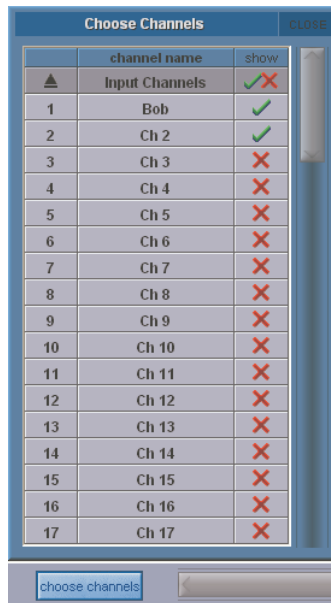 Choose Channels CLOSE
channel name show
Input Channels
1 Bob
2 Ch 2
3 Ch 3
4 Ch 4
5 Ch 5
6 Ch 6
7 Ch 7
8 Ch 8
9 Ch 9
10 Ch 10
11 Ch 11
12 Ch 12
13 Ch 13
14 Ch 14
15 Ch 15
16 Ch 16
17 Ch 17
choose channels